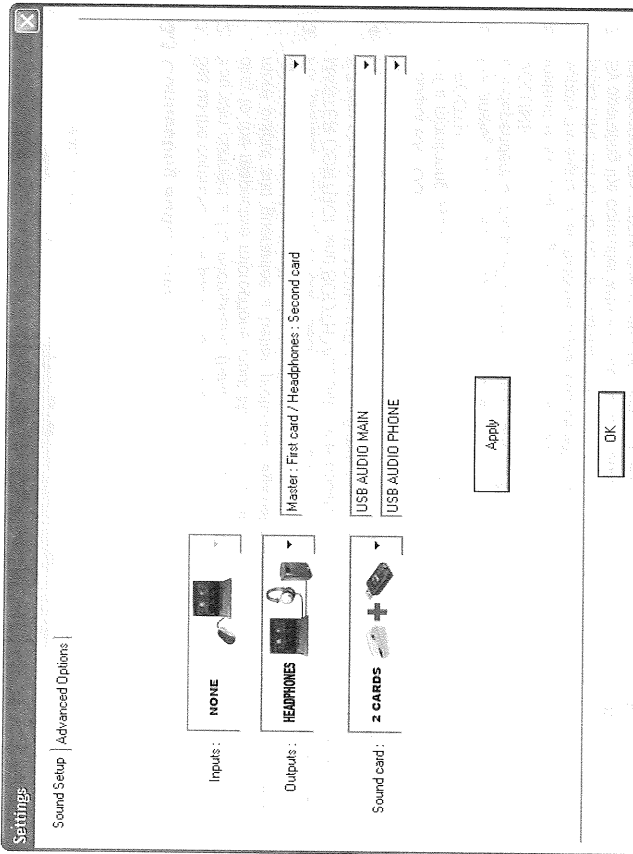 Settings
Sound Setup
Advanced Options
Inputs :
NONE
Outputs :
HEADPHONES
Master : First card / Headphones : Second card
Sound card :
2 CARDS
USB AUDIO MAIN
USB AUDIO PHONE
Apply
OK